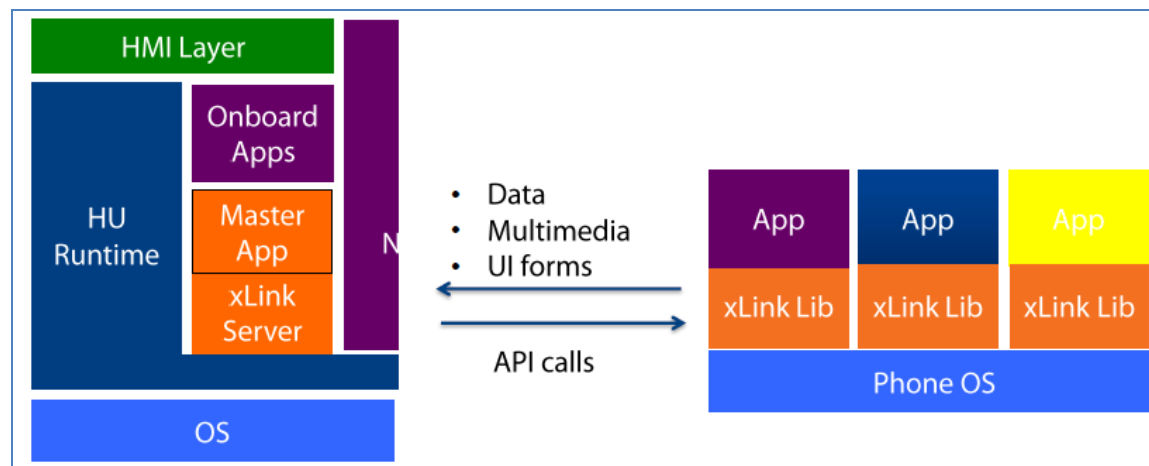 HMI Layer
Onboard
Apps
HU
Runtime
Master
App
xLink
Server
N
OS
• Data
• Multimedia
• UI forms
API calls
App
App
App
xLink Lib
xLink Lib
xLink Lib
Phone OS